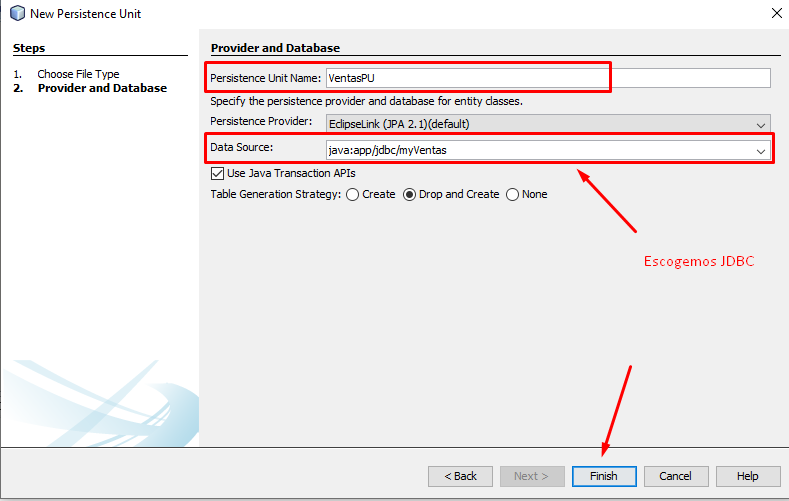 New Persistence Unit
Steps
1. Choose File Type
2. Provider and Database
Provider and Database
Persistence Unit Name: VentasPU
Specify the persistence provider and database for entity classes.
Persistence Provider: EclipseLink (JPA 2.1)(default)
Data Source: java:app/jdbc/myVentas
Use Java Transaction APIs
Table Generation Strategy: Create Drop and Create None
Escogemos JDBC
< Back Next > Finish Cancel Help